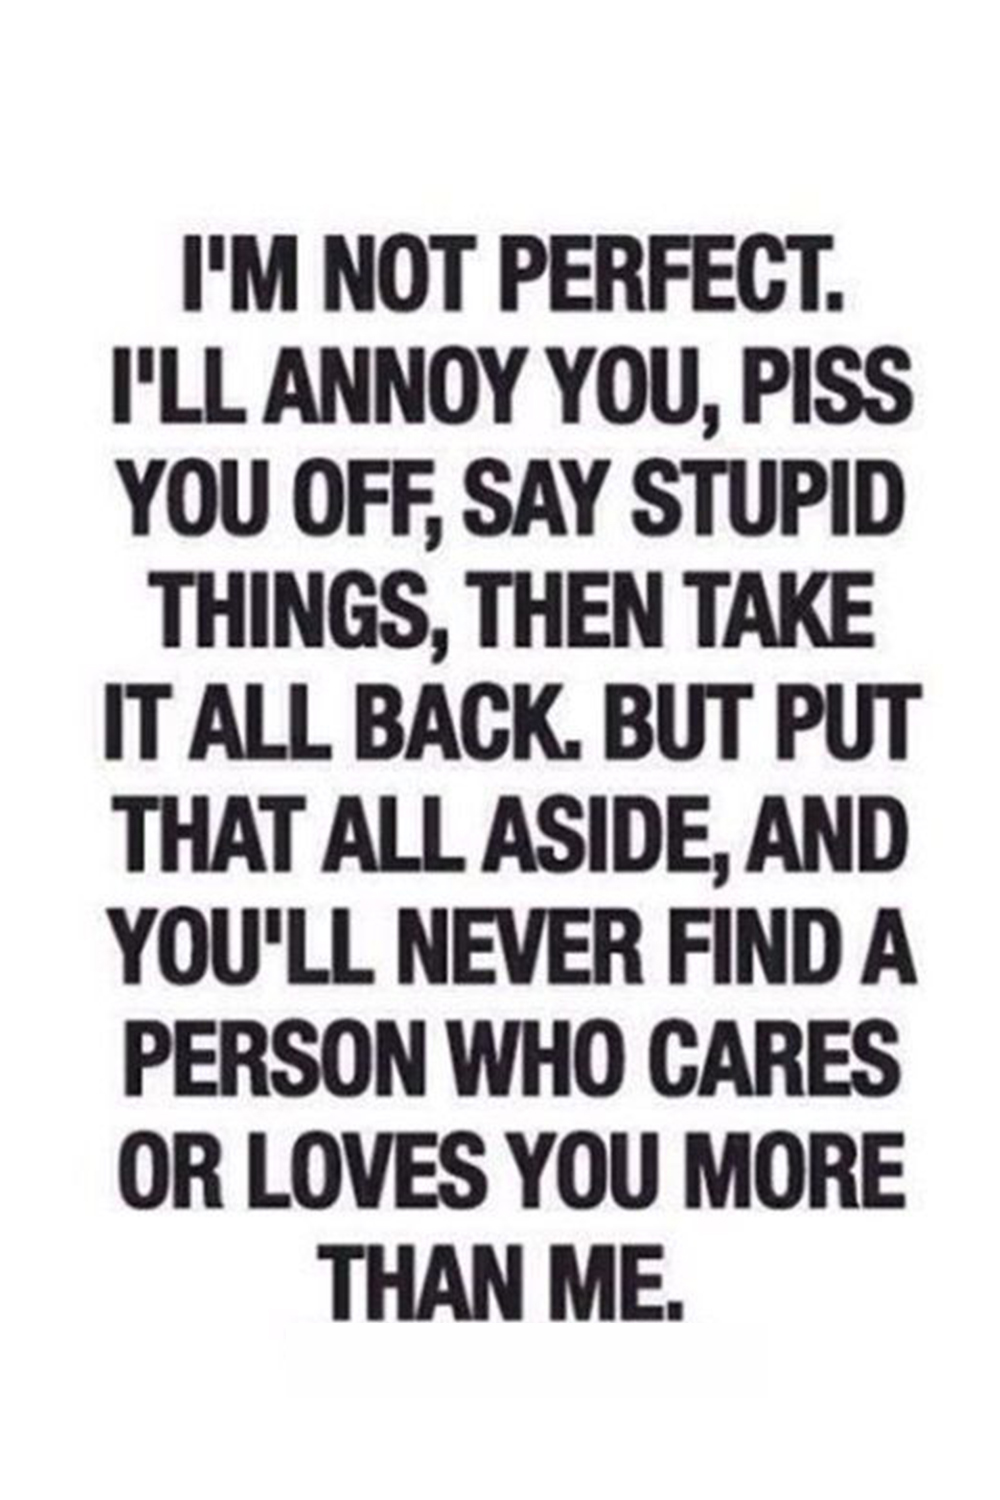 I'M NOT PERFECT.
I'LL ANNOY YOU, PISS
YOU OFF, SAY STUPID
THINGS, THEN TAKE
IT ALL BACK. BUT PUT
THAT ALL ASIDE, AND
YOU'LL NEVER FIND A
PERSON WHO CARES
OR LOVES YOU MORE
THAN ME.